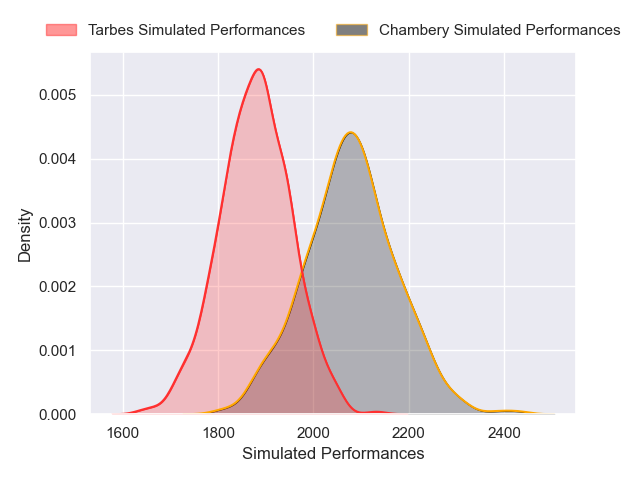 Tarbes Simulated Performances
Chambery Simulated Performances
Density
0.005
0.004
0.003
0.002
0.001
0.000
1600
1800
2000
2200
2400
Simulated Performances